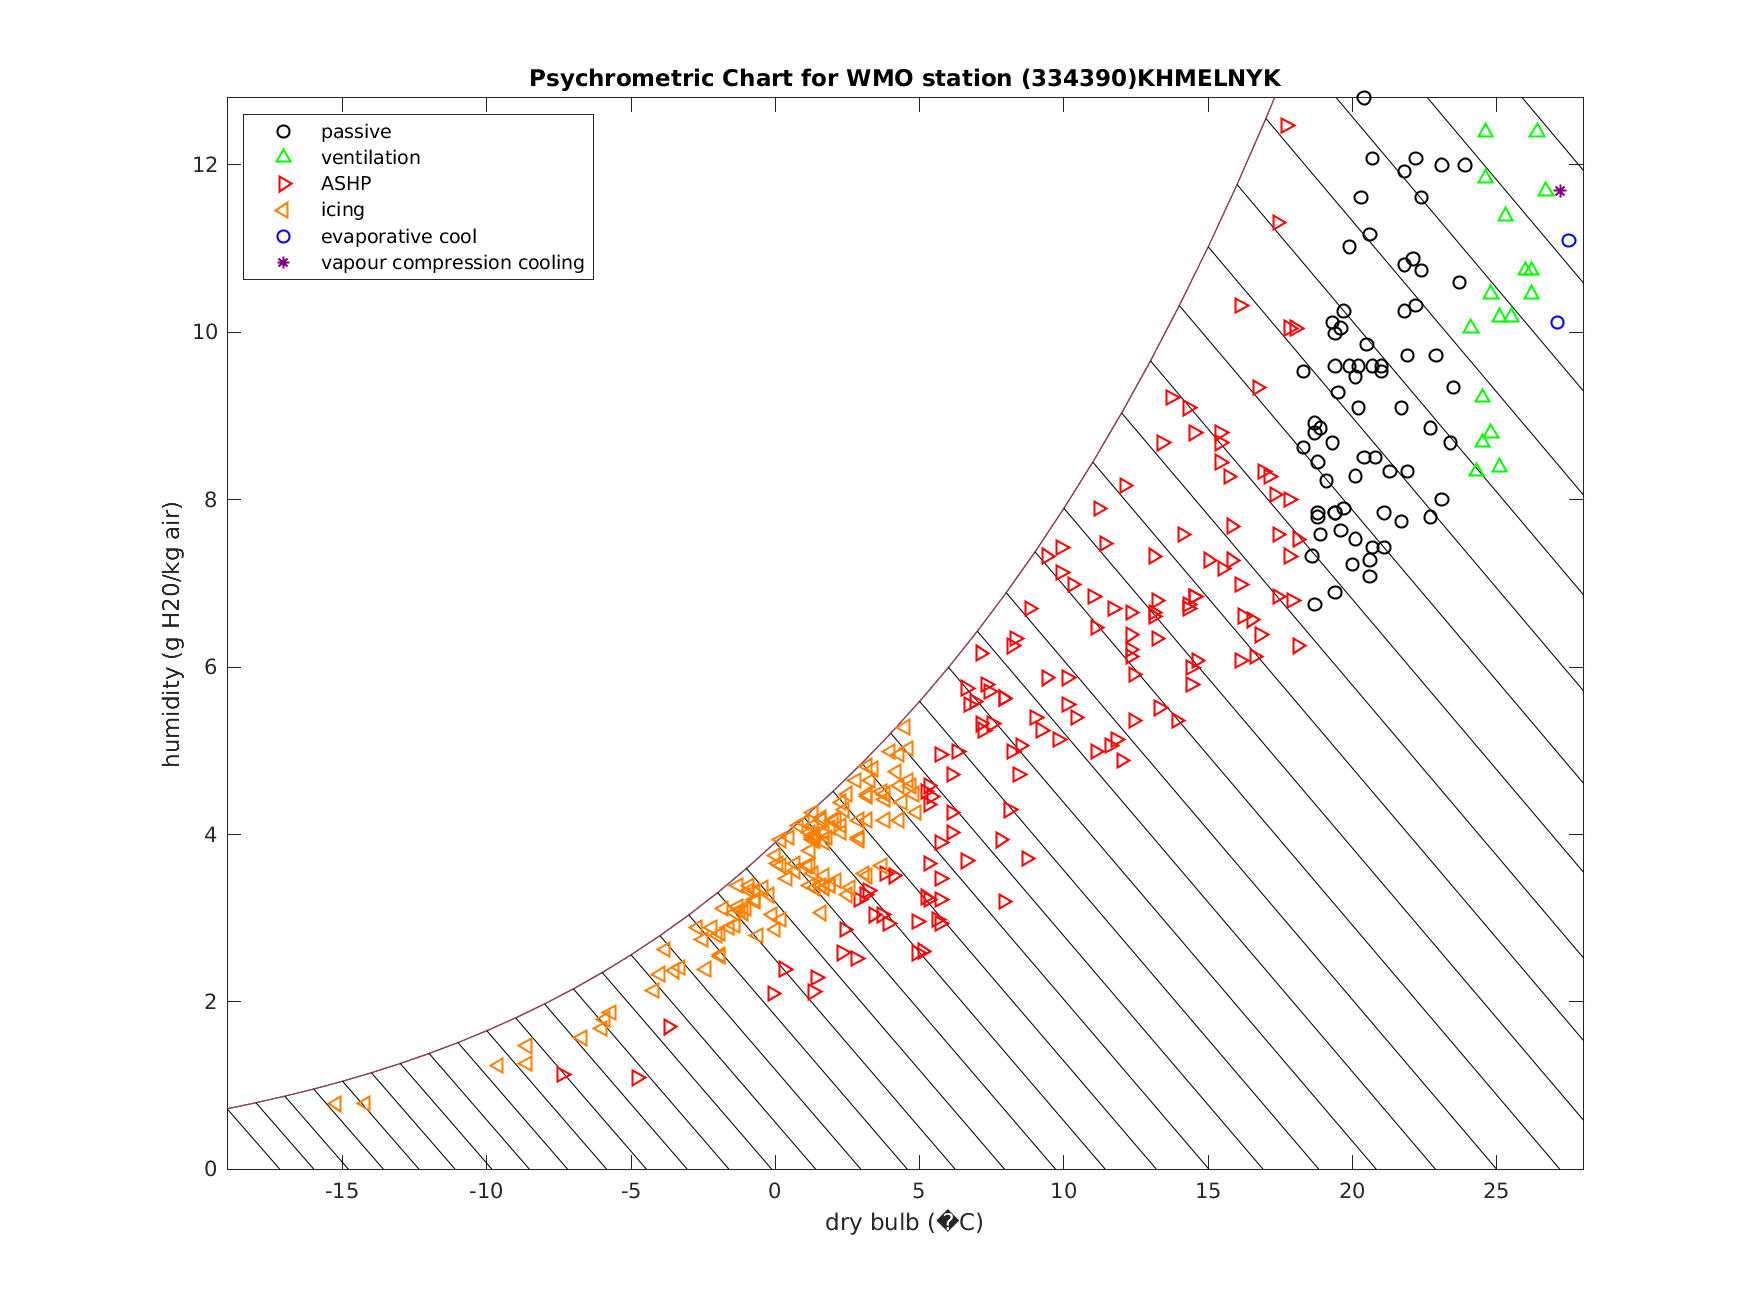 Psychrometric Chart for WMO station (334390)KHMELNYK
passive
ventilation
ASHP
icing
evaporative cool
vapour compression cooling
humidity (g H20/kg air)
12
10
8
6
4
2
0
-15 -10 -5 0 5 10 15 20 25
dry bulb (�C)